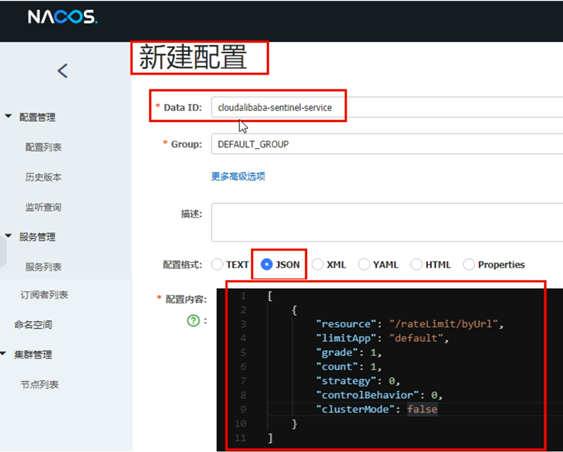 NACOS.
新建配置
配置管理
配置列表
历史版本
监听查询
服务管理
服务列表
订阅者列表
命名空间
集群管理
节点列表
* Data ID: cloudalibaba-sentinel-service
* Group: DEFAULT_GROUP
更多高级选项
描述:
配置格式: TEXT JSON XML YAML HTML Properties
* 配置内容:
? :
1 [
2 {
3 "resource": "/rateLimit/byUrl",
4 "limitApp": "default",
5 "grade": 1,
6 "count": 1,
7 "strategy": 0,
8 "controlBehavior": 0,
9 "clusterMode": false
10 }
11 ]